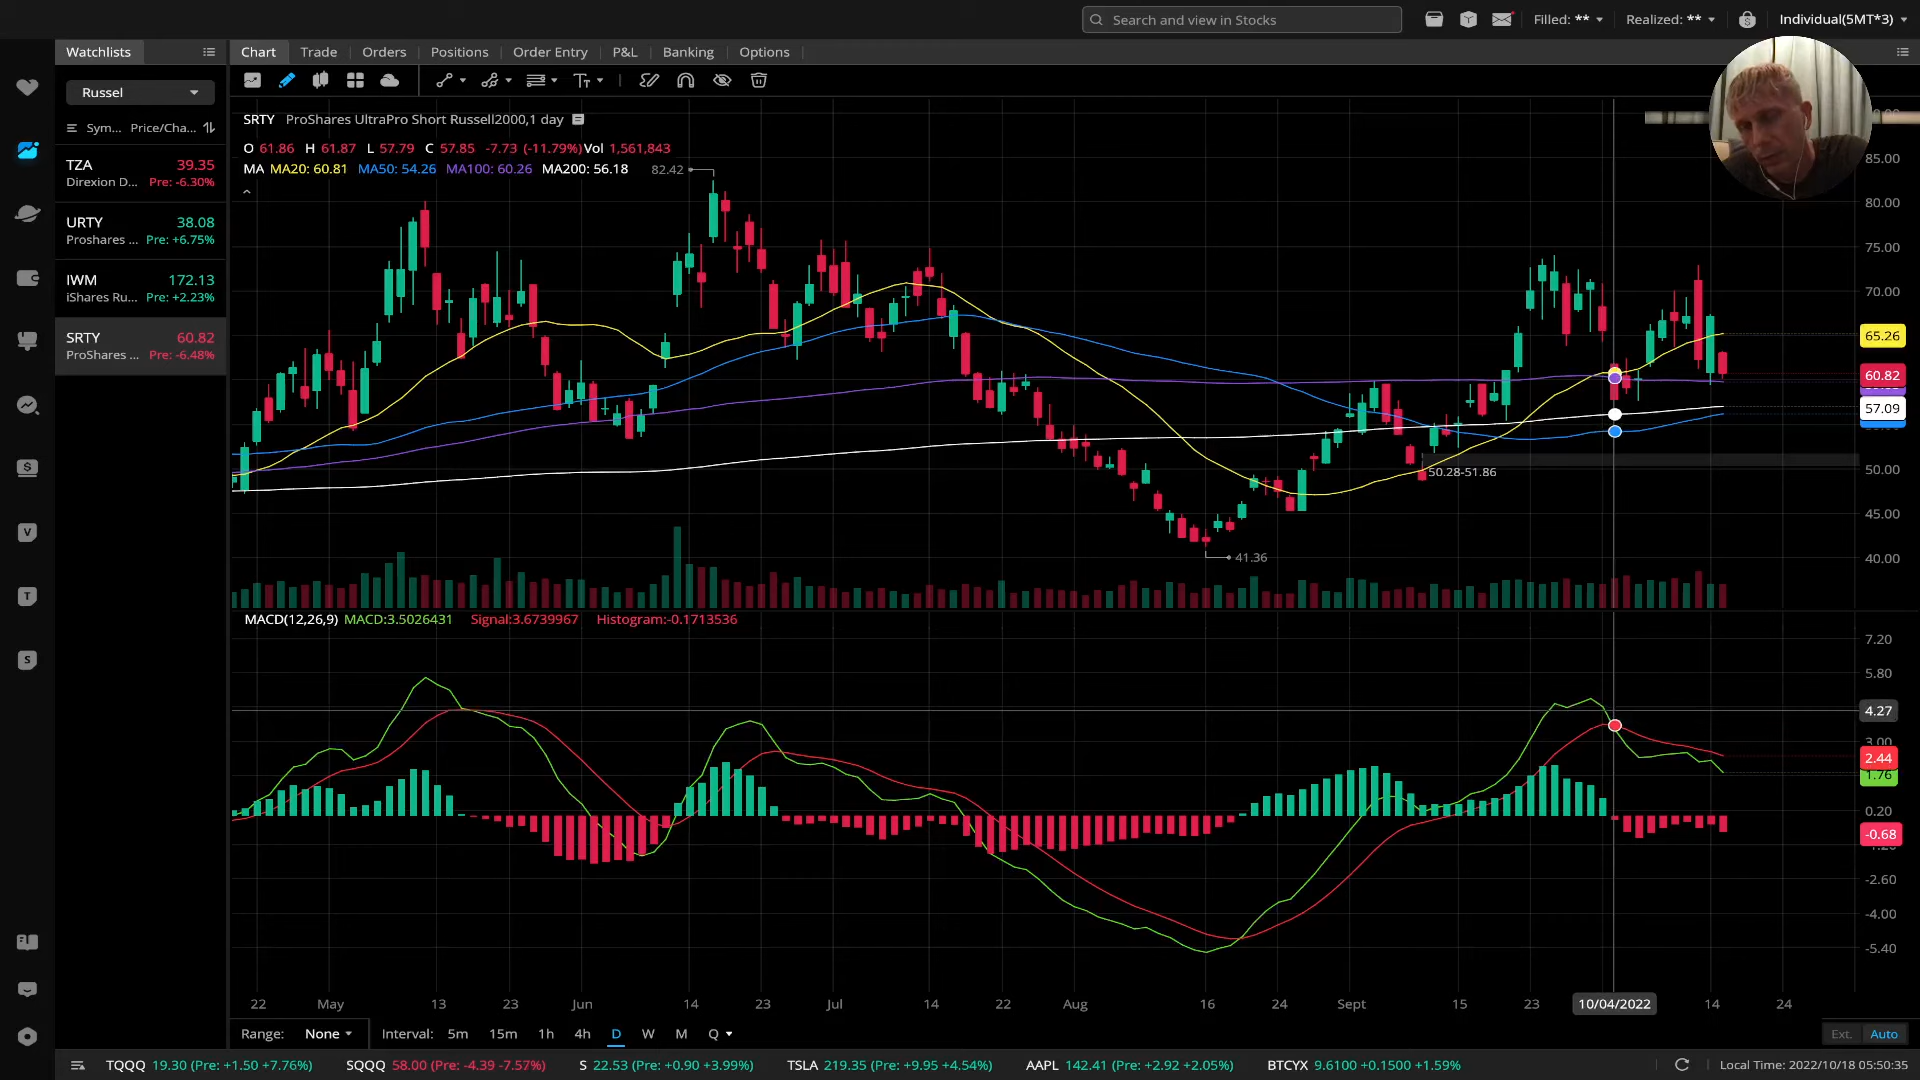 Search and view in Stocks
Filled: **
Realized: **
Individual(5MT*3)
Watchlists
Chart
Trade
Orders
Positions
Order Entry
P&L
Banking
Options
Russel
Sym... Price/Cha...
TZA 39.35
Direxion D... Pre: -6.30%
URTY 38.08
Proshares ... Pre: +6.75%
IWM 172.13
iShares Ru... Pre: +2.23%
SRTY 60.82
ProShares ... Pre: -6.48%
SRTY ProShares UltraPro Short Russell2000,1 day
O 61.86 H 61.87 L 57.79 C 57.85 -7.73 (-11.79%)Vol 1,561,843
MA MA20: 60.81 MA50: 54.26 MA100: 60.26 MA200: 56.18
82.42
50.28-51.86
41.36
85.00
80.00
75.00
70.00
65.26
60.82
57.09
50.00
45.00
40.00
MACD(12,26,9) MACD:3.5026431 Signal:3.6739967 Histogram:-0.1713536
7.20
5.80
4.27
3.00
2.44
1.76
0.20
-0.68
-2.60
-4.00
-5.40
22 May 13 23 Jun 14 23 Jul 14 22 Aug 16 24 Sept 15 23 10/04/2022 14 24
Range: None Interval: 5m 15m 1h 4h D W M Q
Ext. Auto
TQQQ 19.30 (Pre: +1.50 +7.76%)
SQQQ 58.00 (Pre: -4.39 -7.57%)
S 22.53 (Pre: +0.90 +3.99%)
TSLA 219.35 (Pre: +9.95 +4.54%)
AAPL 142.41 (Pre: +2.92 +2.05%)
BTCYX 9.6100 +0.1500 +1.59%
Local Time: 2022/10/18 05:50:35